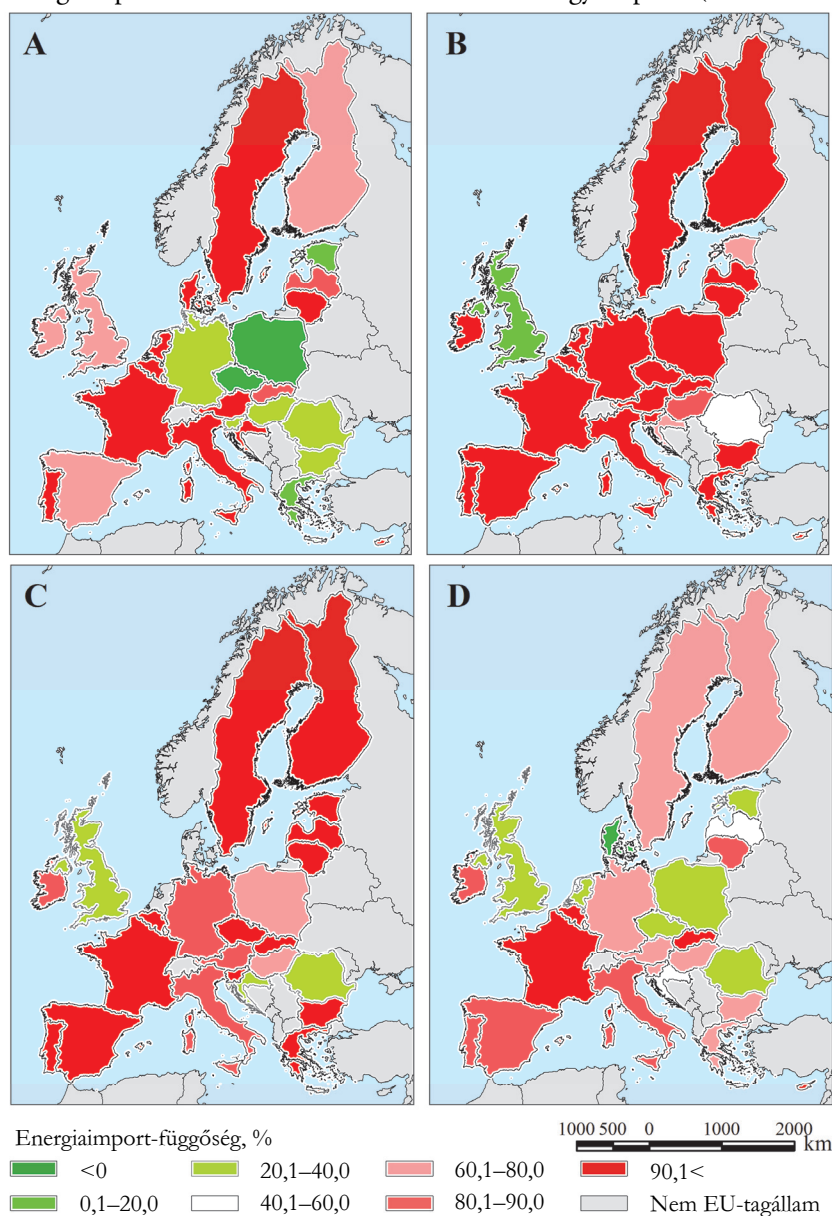 A
B
C
D
Energiaimport-függőség, %
1000 500 0 1000 2000 km
<0 20,1–40,0 60,1–80,0 90,1<
0,1–20,0 40,1–60,0 80,1–90,0 Nem EU-tagállam